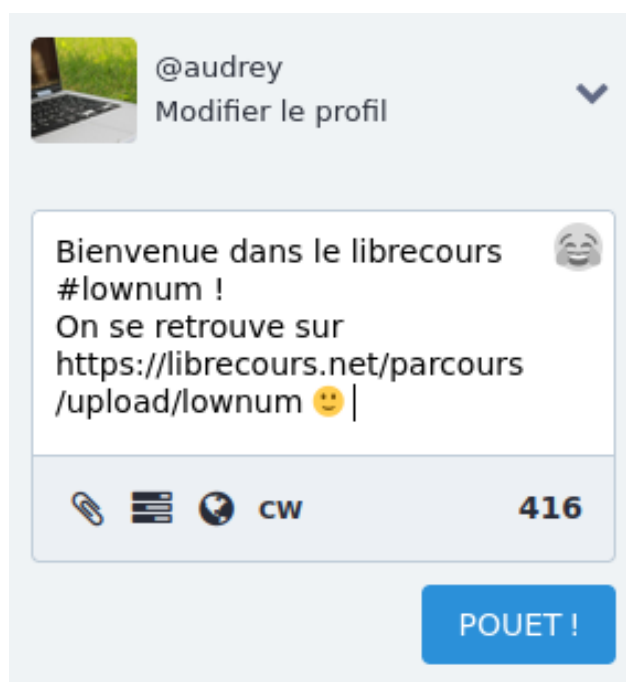 @audrey
Modifier le profil
Bienvenue dans le librecours
#lownum !
On se retrouve sur
https://librecours.net/parcours
/upload/lownum 🙂
CW
416
POUET !